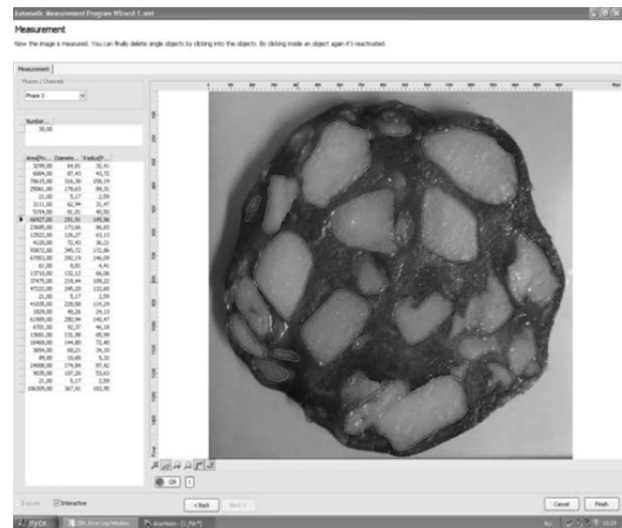 Automatic Measurement Program Wizard 1.xml
Measurement
Now the image is measured. You can finally delete single objects by clicking into the objects. By clicking inside an object again it's reactivated.
Measurement
Phases / Channels
Phase 3
Number...
30,00
Area[Pix... Diamete... Radius[P...
3299,00 64,81 32,41
6004,00 87,43 43,72
78615,00 316,38 158,19
25061,00 178,63 89,31
21,00 5,17 2,59
3111,00 62,94 31,47
5154,00 81,01 40,50
66927,00 291,91 145,96
23685,00 173,66 86,83
12522,00 126,27 63,13
4120,00 72,43 36,21
93872,00 345,72 172,86
67053,00 292,19 146,09
61,00 8,81 4,41
13710,00 132,12 66,06
37475,00 218,44 109,22
47222,00 245,20 122,60
21,00 5,17 2,59
41035,00 228,58 114,29
1829,00 48,26 24,13
61989,00 280,94 140,47
6701,00 92,37 46,18
13681,00 131,98 65,99
16468,00 144,80 72,40
3654,00 68,21 34,10
89,00 10,65 5,32
24008,00 174,84 87,42
9035,00 107,26 53,63
21,00 5,17 2,59
106309,00 367,91 183,95
OK
Execute Interactive
< Back Next >
Cancel Finish
пуск